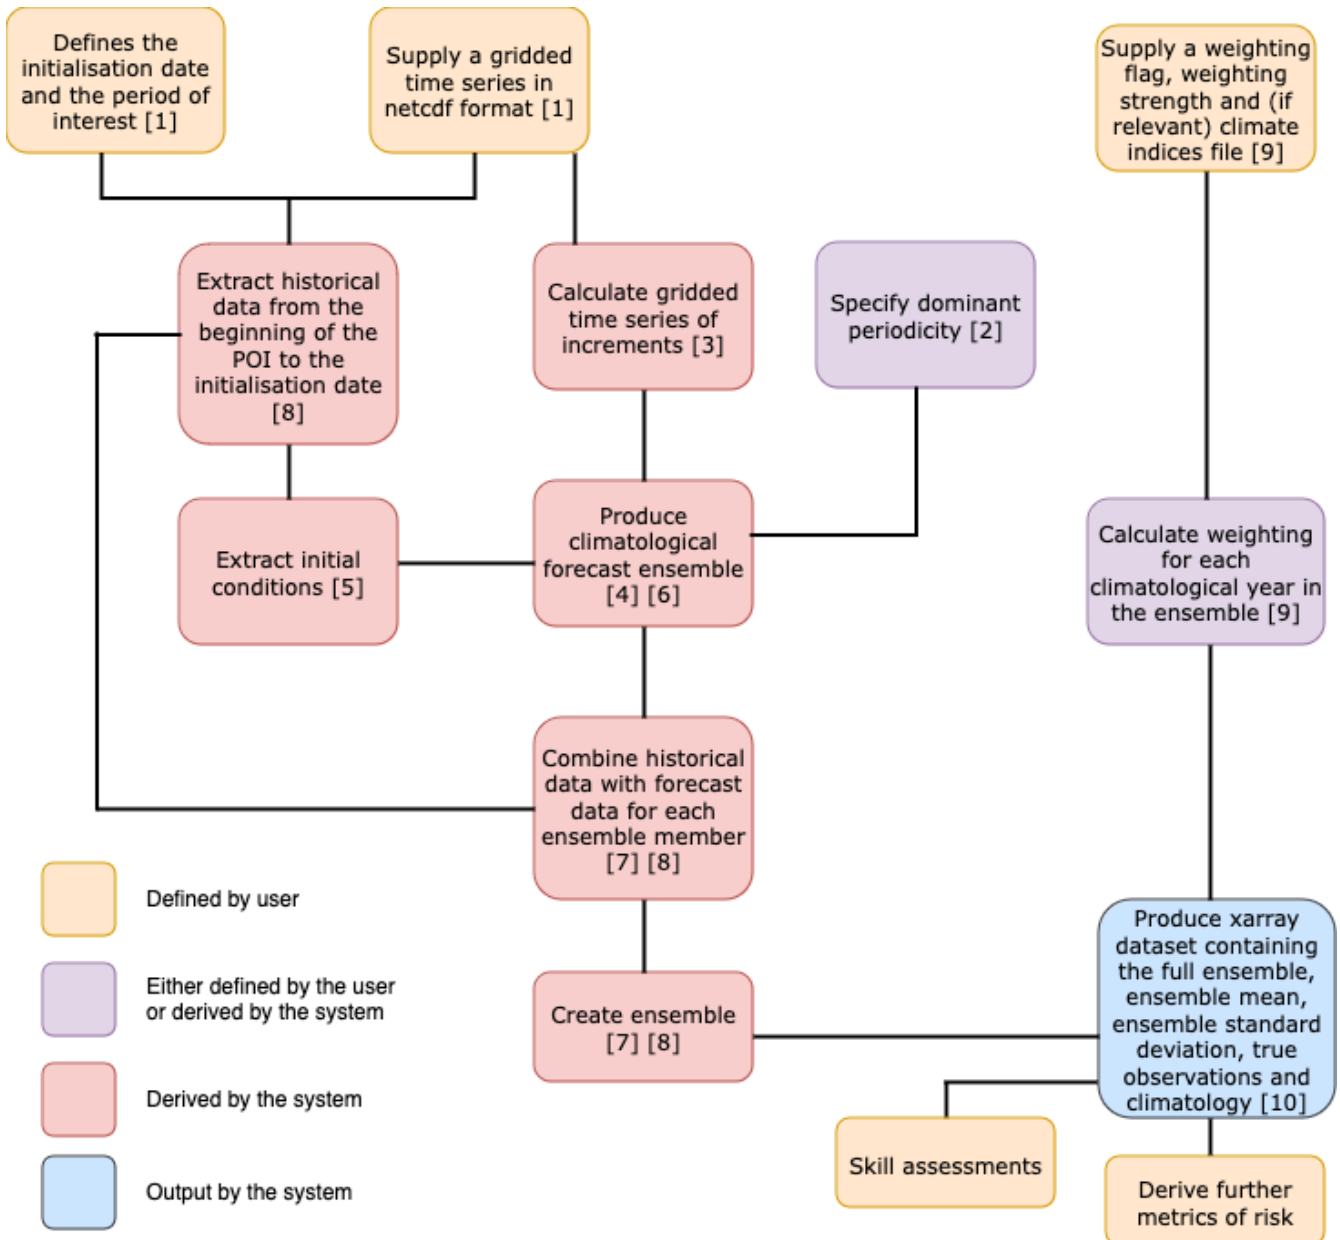 Defines the
initialisation date
and the period of
interest [1]
Supply a gridded
time series in
netcdf format [1]
Supply a weighting
flag, weighting
strength and (if
relevant) climate
indices file [9]
Extract historical
data from the
beginning of the
POI to the
initialisation date
[8]
Calculate gridded
time series of
increments [3]
Specify dominant
periodicity [2]
Extract initial
conditions [5]
Produce
climatological
forecast ensemble
[4] [6]
Calculate weighting
for each
climatological year in
the ensemble [9]
Combine historical
data with forecast
data for each
ensemble member
[7] [8]
Defined by user
Either defined by the user
or derived by the system
Derived by the system
Output by the system
Create ensemble
[7] [8]
Produce xarray
dataset containing
the full ensemble,
ensemble mean,
ensemble standard
deviation, true
observations and
climatology [10]
Skill assessments
Derive further
metrics of risk